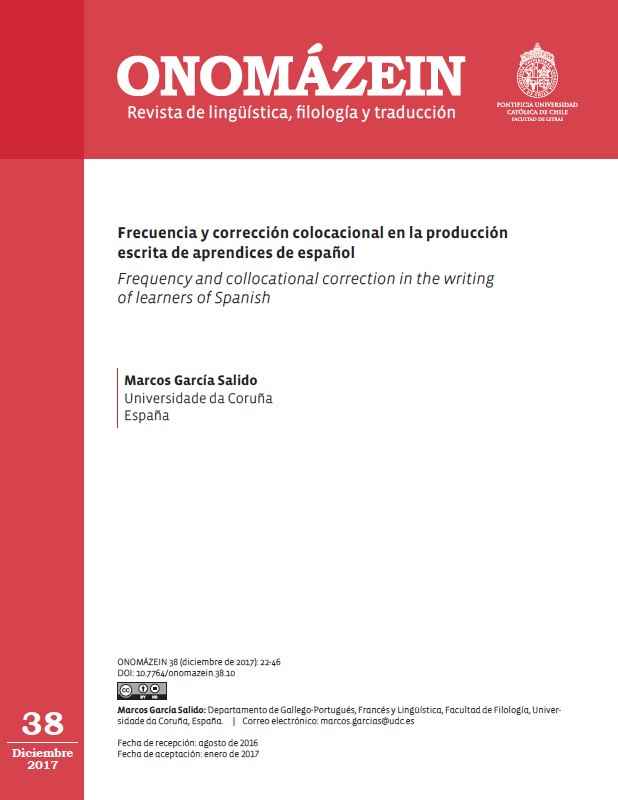 ONOMÁZEIN
Revista de lingüística, filología y traducción
PONTIFICIA UNIVERSIDAD
CATÓLICA DE CHILE
FACULTAD DE LETRAS
Frecuencia y corrección colocacional en la producción
escrita de aprendices de español
Frequency and collocational correction in the writing
of learners of Spanish
Marcos García Salido
Universidade da Coruña
España
ONOMÁZEIN 38 (diciembre de 2017): 22-46
DOI: 10.7764/onomazein.38.10
cc
BY
Marcos García Salido: Departamento de Gallego-Portugués, Francés y Lingüística, Facultad de Filología, Univer-
sidade da Coruña, España. | Correo electrónico: marcos.garcias@udc.es
Fecha de recepción: agosto de 2016
Fecha de aceptación: enero de 2017
38
Diciembre
2017